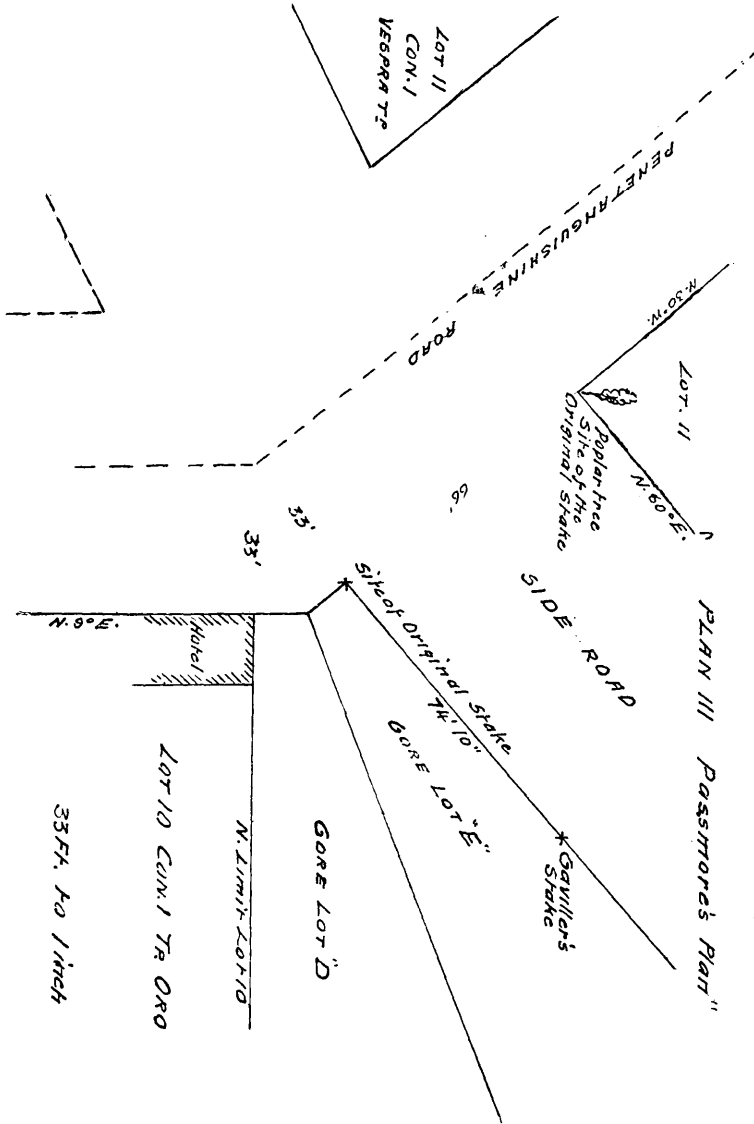 PLAN III Passmore's Plan"
LOT 11
CON. 1
VESPRA TP.
PENETANGUISHINE
ROAD
N. 30° W.
LOT. 11
Poplar tree
Site of the
Original Stake
N. 60° E.
66'
33'
33'
SIDE ROAD
Site of Original Stake
74' 10"
Gaviller's
Stake
GORE LOT "E"
GORE LOT "D
N. 9° E.
Hotel
N. Limit Lot 10
LOT 10 CON. 1 TP. ORO
33 Ft. to 1 inch